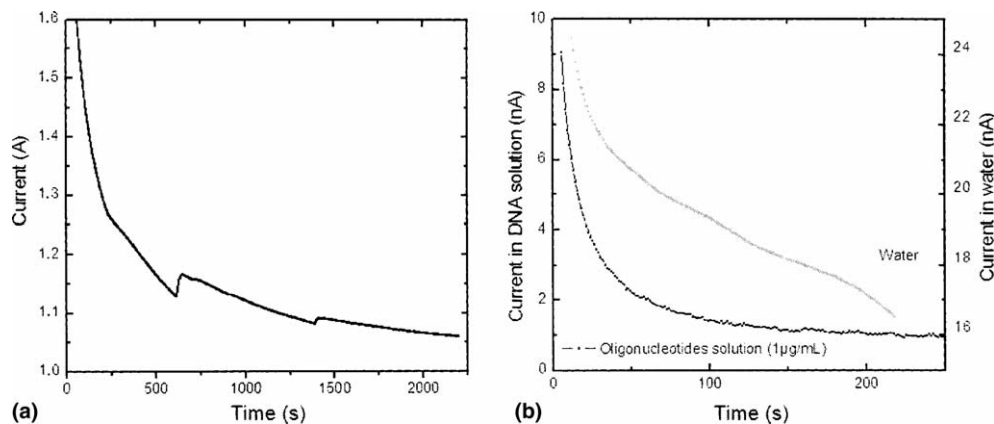 1.6
1.5
1.4
1.3
1.2
1.1
1.0
Current (A)
0
500
1000
1500
2000
Time (s)
(a)
10
8
6
4
2
0
Current in DNA solution (nA)
24
22
20
18
16
Current in water (nA)
Water
Oligonucleotides solution (1µg/mL)
0
100
200
Time (s)
(b)